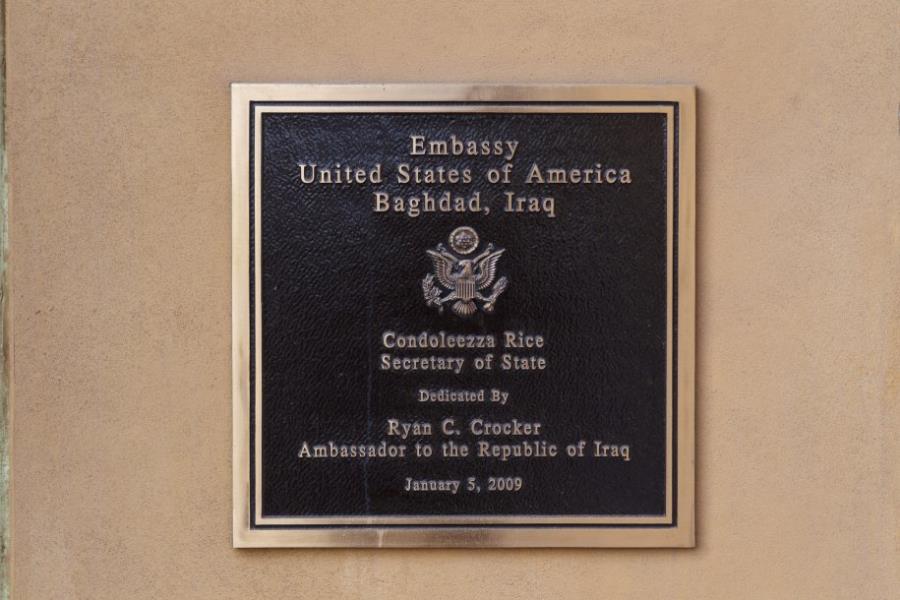 Embassy
United States of America
Baghdad, Iraq
Condoleezza Rice
Secretary of State
Dedicated By
Ryan C. Crocker
Ambassador to the Republic of Iraq
January 5, 2009